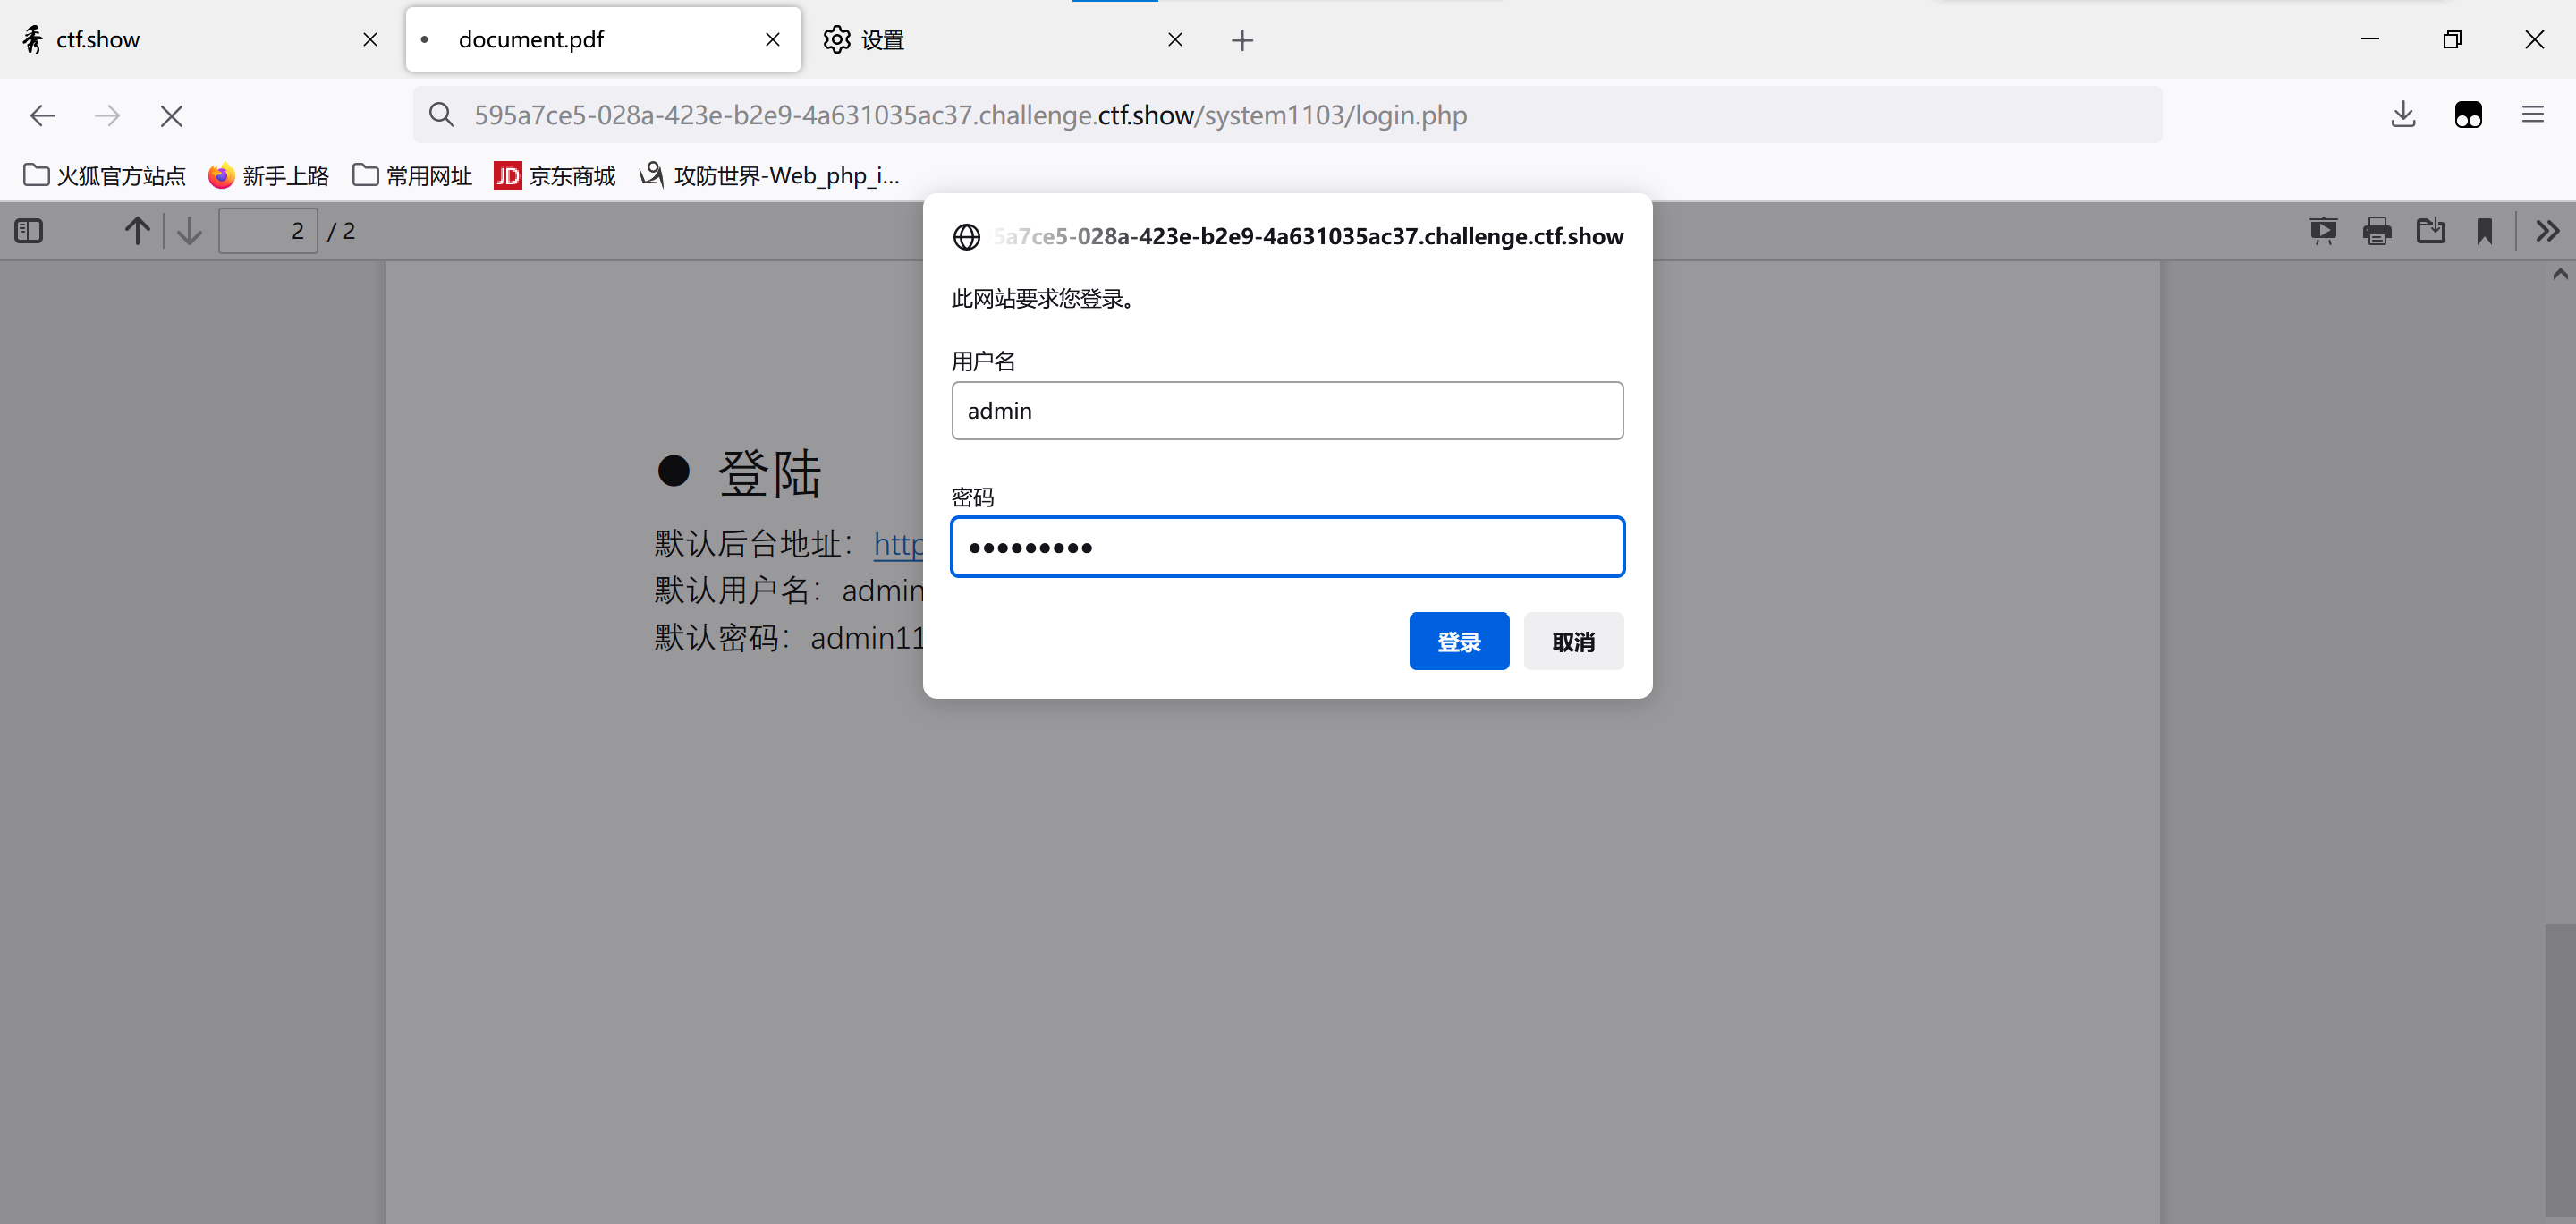 ctf.show
document.pdf
设置
595a7ce5-028a-423e-b2e9-4a631035ac37.challenge.ctf.show/system1103/login.php
火狐官方站点
新手上路
常用网址
JD 京东商城
攻防世界-Web_php_i...
2 / 2
5a7ce5-028a-423e-b2e9-4a631035ac37.challenge.ctf.show
此网站要求您登录。
用户名
admin
密码
登录
取消
● 登陆
默认后台地址：http
默认用户名：admin
默认密码：admin11